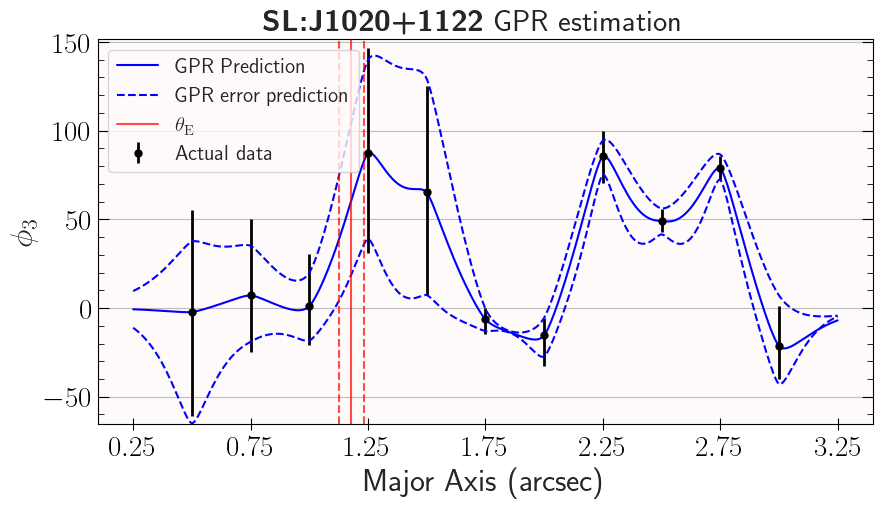 SL:J1020+1122 GPR estimation
150
100
50
0
−50
ϕ3
GPR Prediction
GPR error prediction
θE
Actual data
0.25 0.75 1.25 1.75 2.25 2.75 3.25
Major Axis (arcsec)